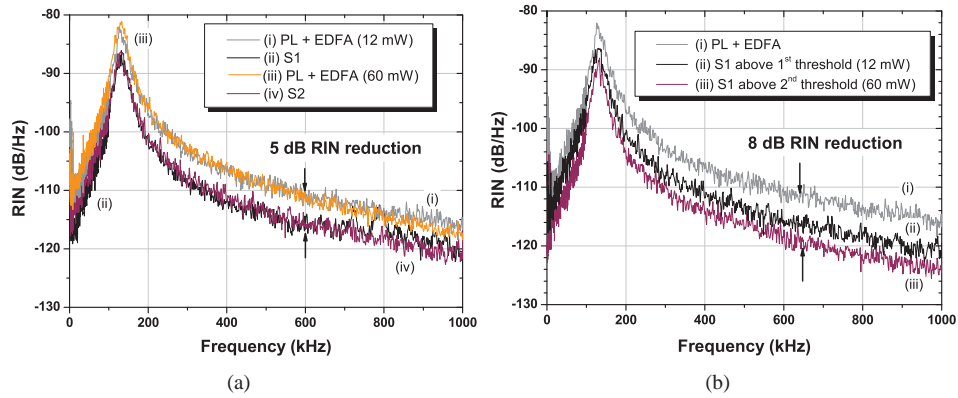 -80
-90
-100
-110
-120
-130
RIN (dB/Hz)
(iii)
(i) PL + EDFA (12 mW)
(ii) S1
(iii) PL + EDFA (60 mW)
(iv) S2
5 dB RIN reduction
(ii)
(i)
(iv)
0 200 400 600 800 1000
Frequency (kHz)
(a)
-80
-90
-100
-110
-120
-130
RIN (dB/Hz)
(i) PL + EDFA
(ii) S1 above 1st threshold (12 mW)
(iii) S1 above 2nd threshold (60 mW)
8 dB RIN reduction
(i)
(ii)
(iii)
0 200 400 600 800 1000
Frequency (kHz)
(b)